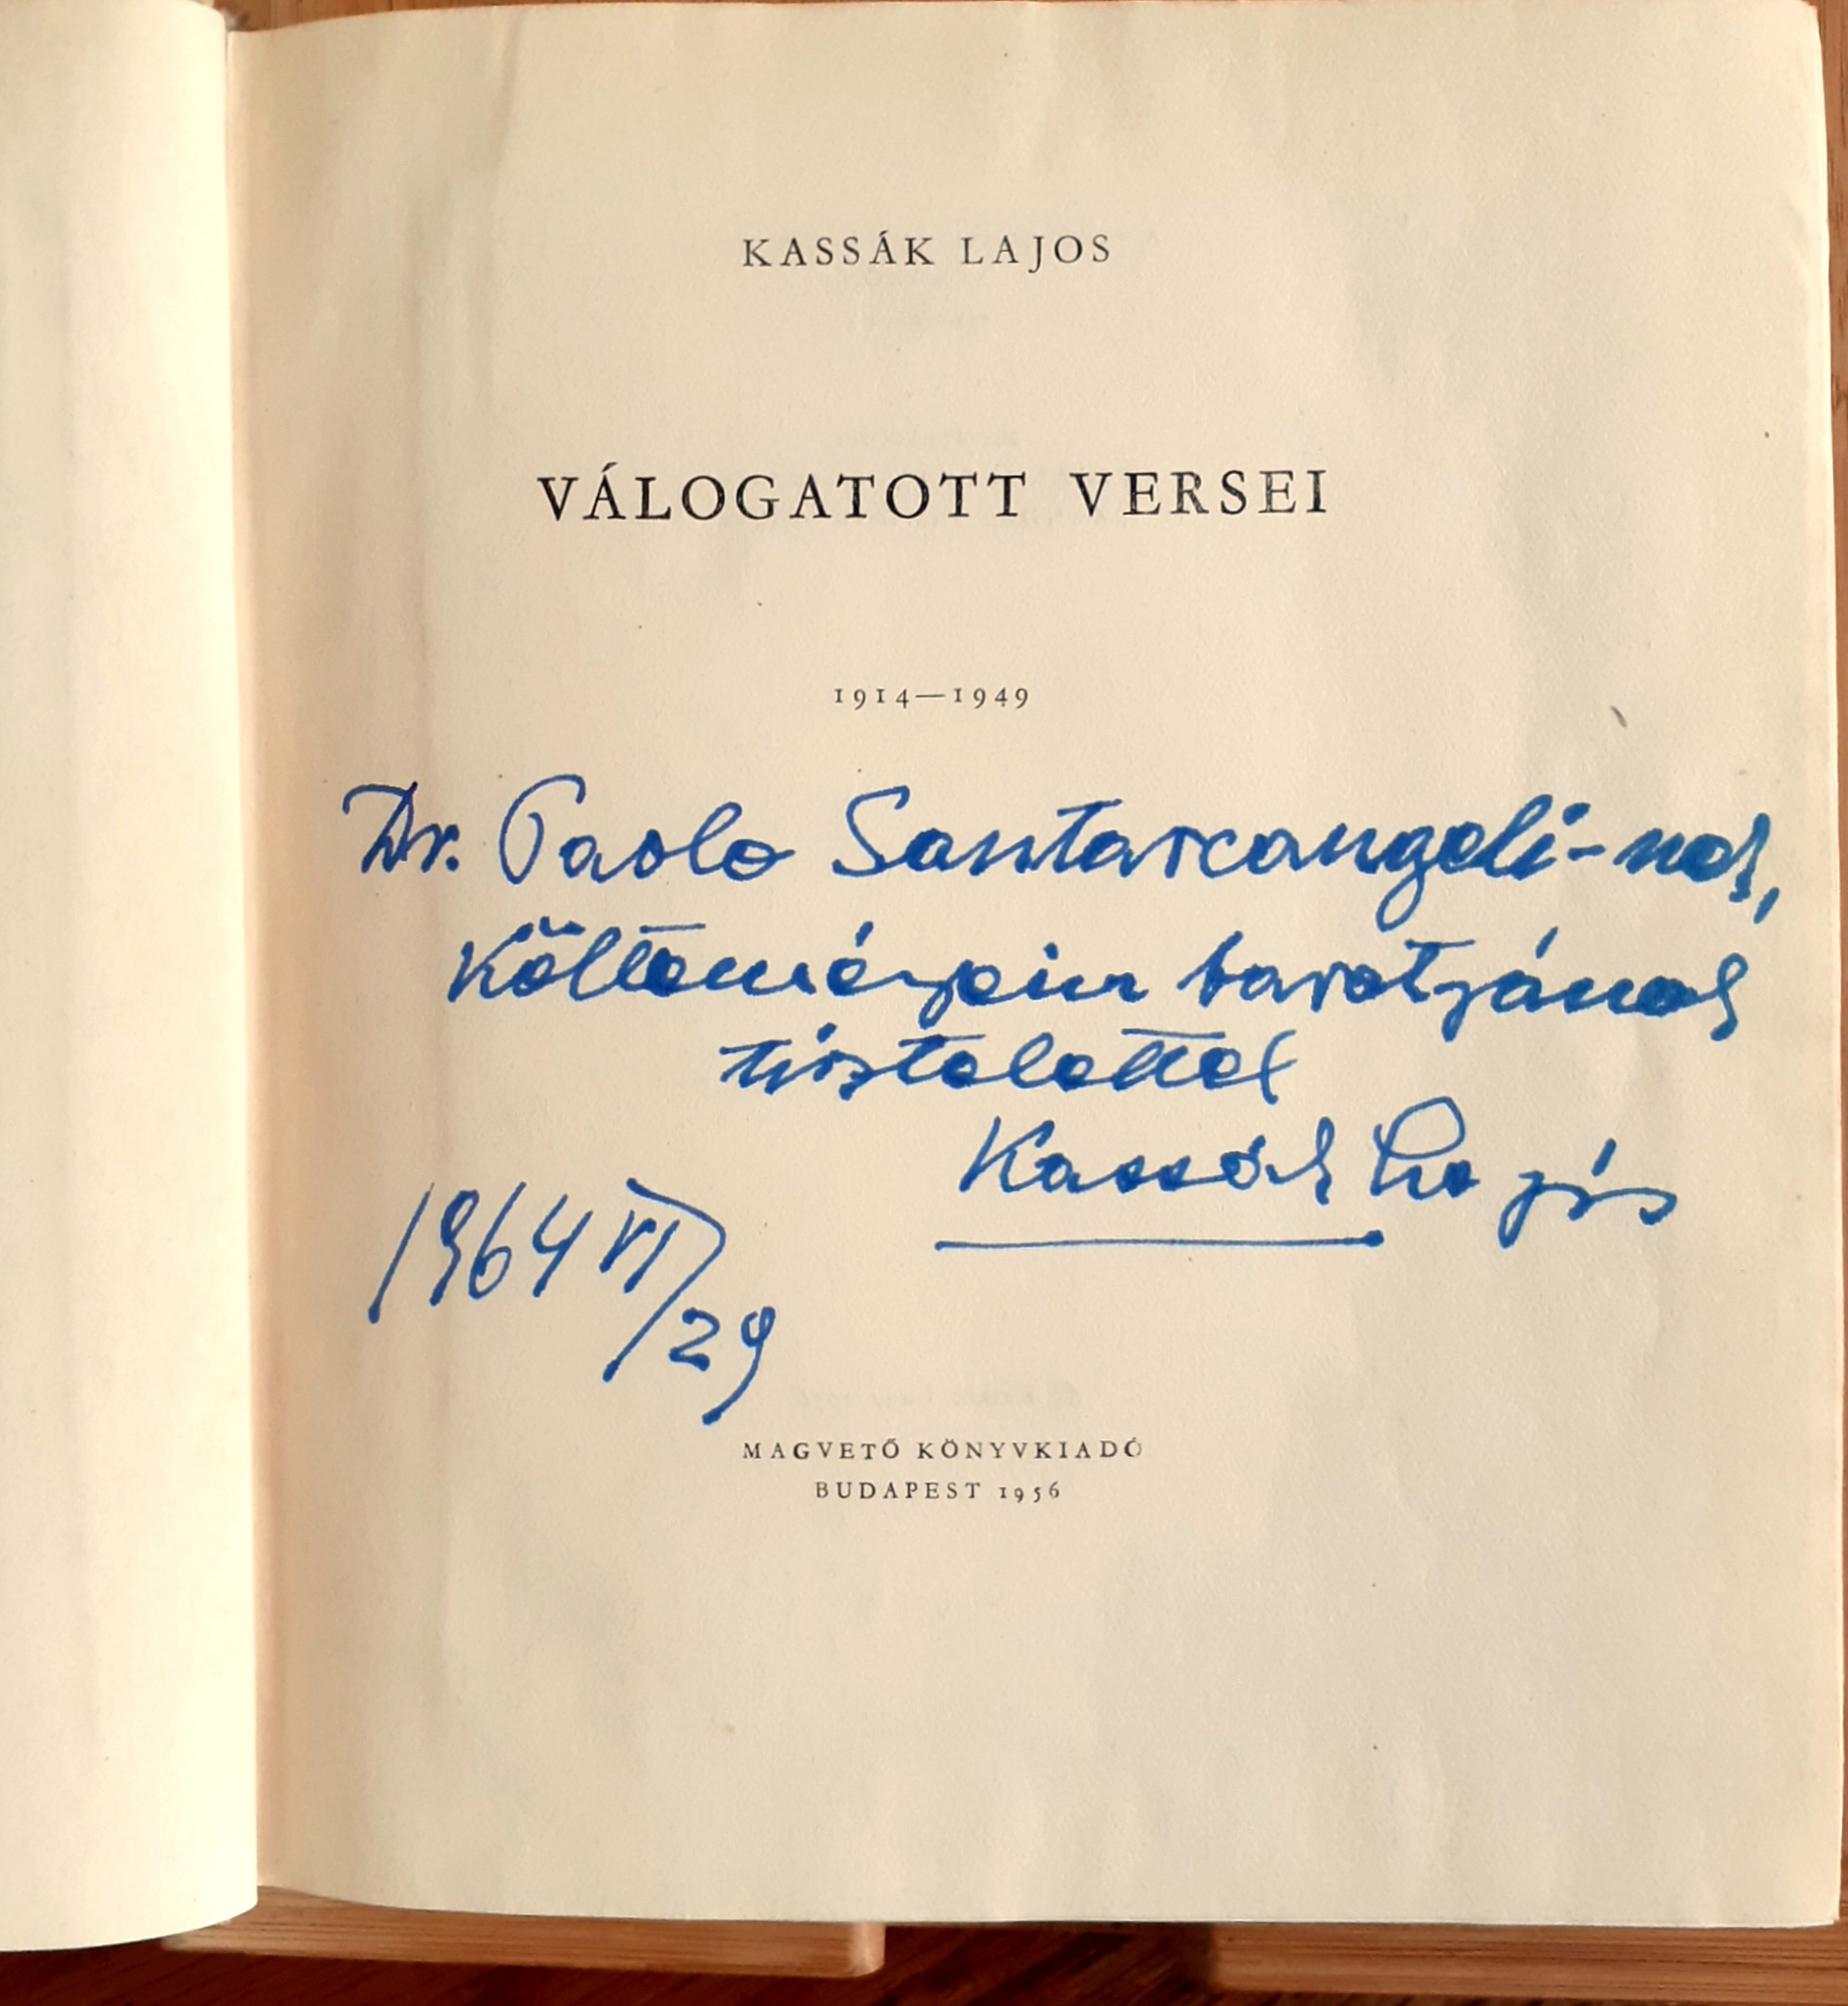 KASSÁK LAJOS
VÁLOGATOTT VERSEI
1914—1949
Dr. Paolo Santarcangeli-nak,
költeményeim barátjának
tisztelettel
Kassák Lajos
1964 VI/29
MAGVETŐ KÖNYVKIADÓ
BUDAPEST 1956